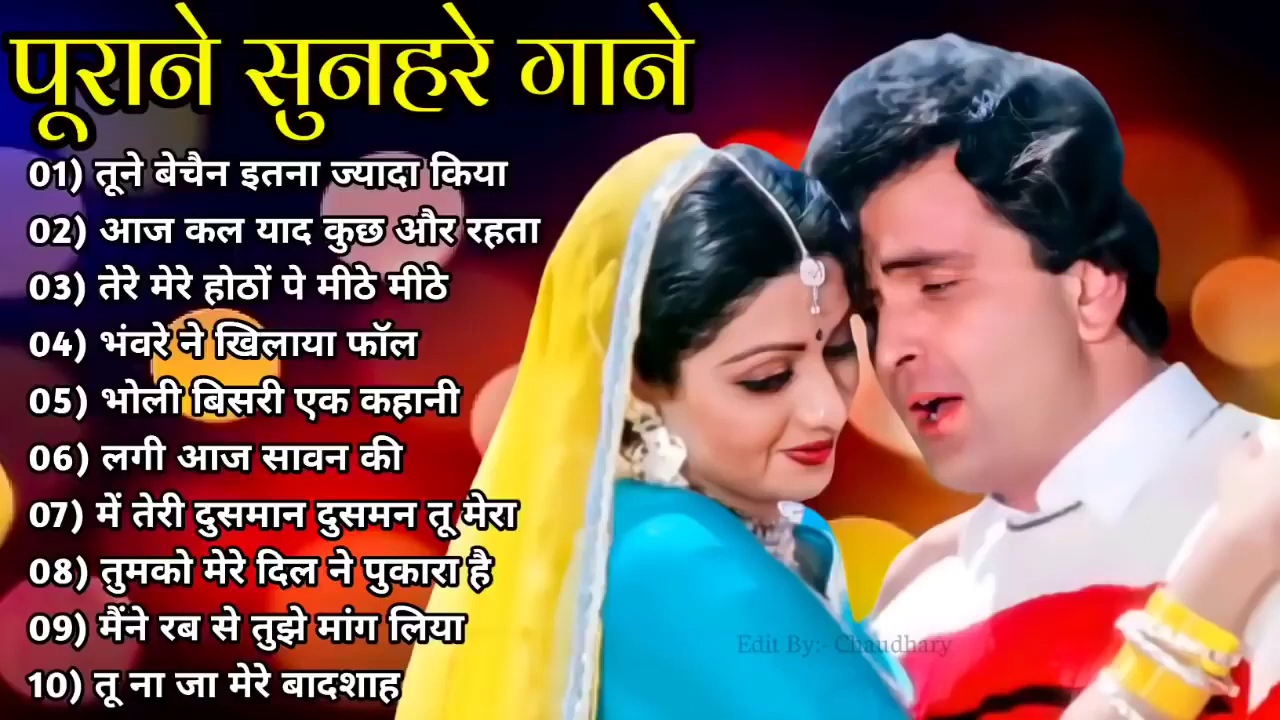 पूराने सुनहरे गाने
01) तूने बेचैन इतना ज्यादा किया
02) आज कल याद कुछ और रहता
03) तेरे मेरे होठों पे मीठे मीठे
04) भंवरे ने खिलाया फॉल
05) भोली बिसरी एक कहानी
06) लगी आज सावन की
07) में तेरी दुसमान दुसमन तू मेरा
08) तुमको मेरे दिल ने पुकारा है
09) मैंने रब से तुझे मांग लिया
10) तू ना जा मेरे बादशाह
Edit By:- Chaudhary